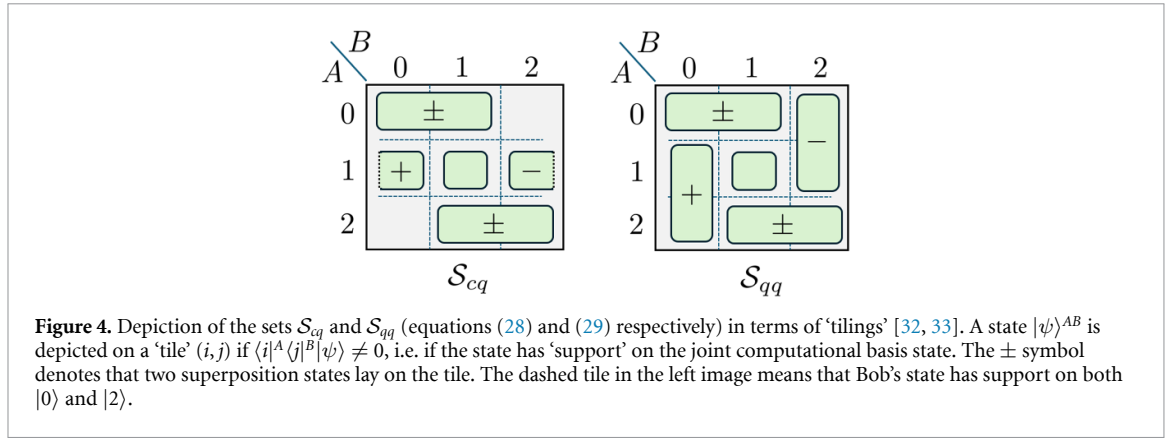 B
A
0 1 2
0 ±
1 + −
2 ±
𝒮cq
B
A
0 1 2
0 ± −
1
+
2 ±
𝒮qq
Figure 4. Depiction of the sets 𝒮cq and 𝒮qq (equations (28) and (29) respectively) in terms of ‘tilings’ [32, 33]. A state |ψ⟩ᴬᴮ is
depicted on a ‘tile’ (i, j) if ⟨i|ᴬ⟨j|ᴮ|ψ⟩ ≠ 0, i.e. if the state has ‘support’ on the joint computational basis state. The ± symbol
denotes that two superposition states lay on the tile. The dashed tile in the left image means that Bob’s state has support on both
|0⟩ and |2⟩.